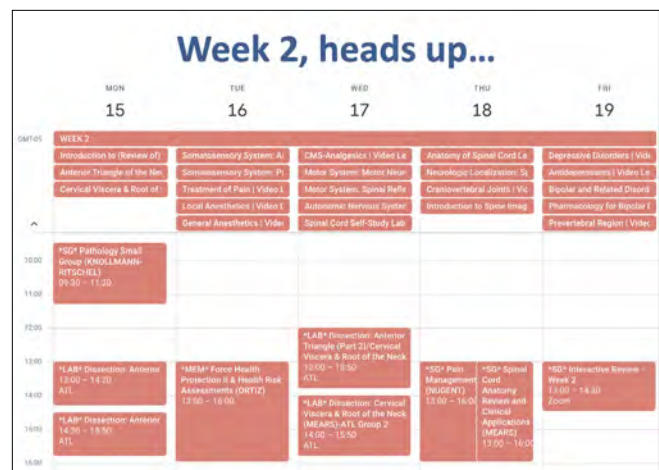 Week 2, heads up...
MON
TUE
WED
THU
FRI
15
16
17
18
19
GMT-05
WEEK 2
Introduction to (Review of)
Somatosensory System: A
CMS-Analgesics | Video Le
Anatomy of Spinal Cord Le
Depressive Disorders | Vide
Anterior Triangle of the Ne
Somatosensory System: P
Motor System: Motor Neur
Neurologic Localization: S
Antidepressants | Video Le
Cervical Viscera & Root of
Treatment of Pain | Video L
Motor System: Spinal Refle
Craniovertebral Joints | Vi
Bipolar and Related Disord
Local Anesthetics | Video L
Autonomic Nervous System
Introduction to Spine Imag
Pharmacology for Bipolar
General Anesthetics | Video
Spinal Cord Self-Study Lab
Prevertebral Region | Video
10:00
11:00
12:00
13:00
14:00
15:00
16:00
*SG* Pathology Small
Group (KNOLLMANN-
RITSCHEL)
09:30 – 11:20
*LAB* Dissection: Anterior
13:00 – 14:20
ATL
*LAB* Dissection: Anterior
14:30 – 15:50
ATL
*MEM* Force Health
Protection II & Health Risk
Assessments (ORTIZ)
13:00 – 16:00
*LAB* Dissection: Anterior
Triangle (Part 2)/Cervical
Viscera & Root of the Neck
ATL
*LAB* Dissection: Cervical
Viscera & Root of the Neck
(MEARS)-ATL Group 2
14:00 – 15:50
ATL
*SG* Pain
Management
(NUGENT)
13:00 – 16:00
*SG* Spinal
Cord
Anatomy
Review and
Clinical
Applications
(MEARS)
13:00 – 16:00
*SG* Interactive Review -
Week 2
13:00 – 14:30
Zoom